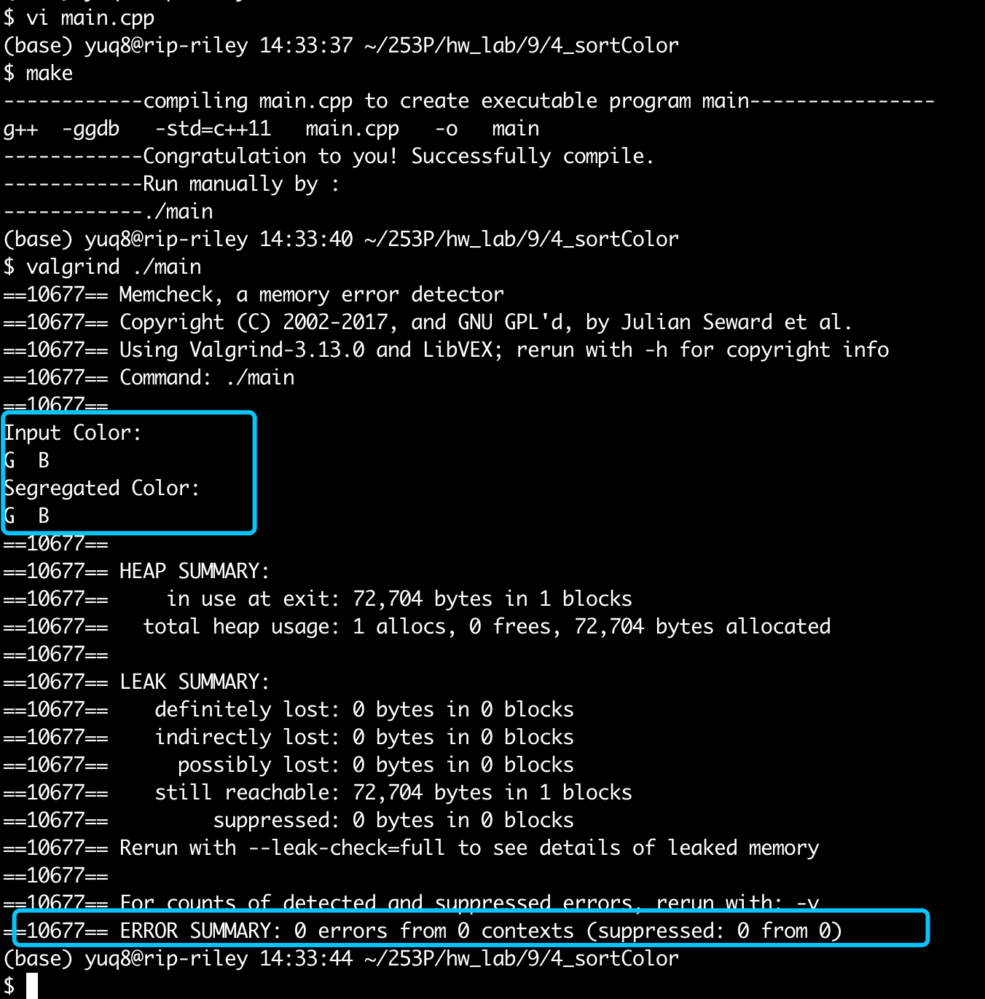 $ vi main.cpp
(base) yuq8@rip-riley 14:33:37 ~/253P/hw_lab/9/4_sortColor
$ make
------------compiling main.cpp to create executable program main----------------
g++  -ggdb   -std=c++11   main.cpp   -o   main
------------Congratulation to you! Successfully compile.
------------Run manually by :
------------./main
(base) yuq8@rip-riley 14:33:40 ~/253P/hw_lab/9/4_sortColor
$ valgrind ./main
==10677== Memcheck, a memory error detector
==10677== Copyright (C) 2002-2017, and GNU GPL'd, by Julian Seward et al.
==10677== Using Valgrind-3.13.0 and LibVEX; rerun with -h for copyright info
==10677== Command: ./main
==10677==
Input Color:
G  B
Segregated Color:
G  B
==10677==
==10677== HEAP SUMMARY:
==10677==     in use at exit: 72,704 bytes in 1 blocks
==10677==   total heap usage: 1 allocs, 0 frees, 72,704 bytes allocated
==10677==
==10677== LEAK SUMMARY:
==10677==    definitely lost: 0 bytes in 0 blocks
==10677==    indirectly lost: 0 bytes in 0 blocks
==10677==      possibly lost: 0 bytes in 0 blocks
==10677==    still reachable: 72,704 bytes in 1 blocks
==10677==         suppressed: 0 bytes in 0 blocks
==10677== Rerun with --leak-check=full to see details of leaked memory
==10677==
==10677== For counts of detected and suppressed errors, rerun with: -v
==10677== ERROR SUMMARY: 0 errors from 0 contexts (suppressed: 0 from 0)
(base) yuq8@rip-riley 14:33:44 ~/253P/hw_lab/9/4_sortColor
$